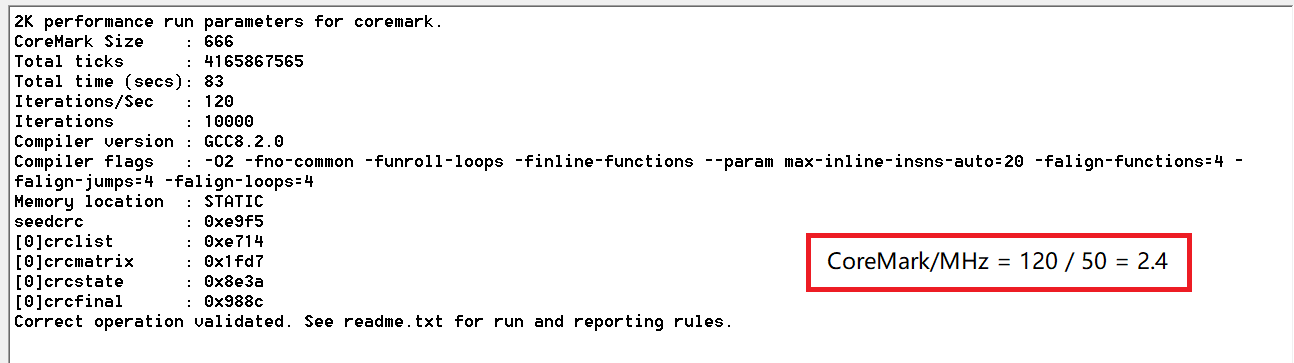 2K performance run parameters for coremark.
CoreMark Size    : 666
Total ticks      : 4165867565
Total time (secs): 83
Iterations/Sec   : 120
Iterations       : 10000
Compiler version : GCC8.2.0
Compiler flags   : -O2 -fno-common -funroll-loops -finline-functions --param max-inline-insns-auto=20 -falign-functions=4 -
falign-jumps=4 -falign-loops=4
Memory location  : STATIC
seedcrc          : 0xe9f5
[0]crclist       : 0xe714
[0]crcmatrix     : 0x1fd7
[0]crcstate      : 0x8e3a
[0]crcfinal      : 0x988c
Correct operation validated. See readme.txt for run and reporting rules.
CoreMark/MHz = 120 / 50 = 2.4